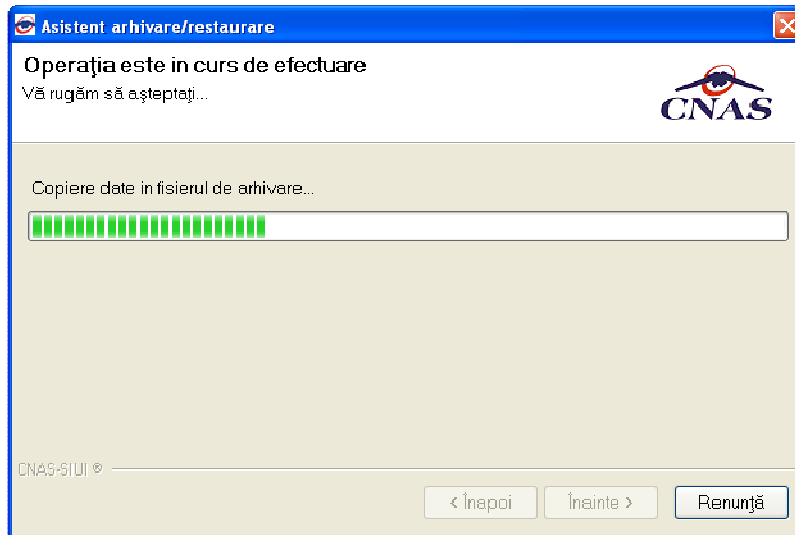 Asistent arhivare/restaurare
Operaţia este in curs de efectuare
Vă rugăm să aşteptaţi...
CNAS
Copiere date in fisierul de arhivare...
CNAS-SIUI ®
< Înapoi
Înainte >
Renunţă